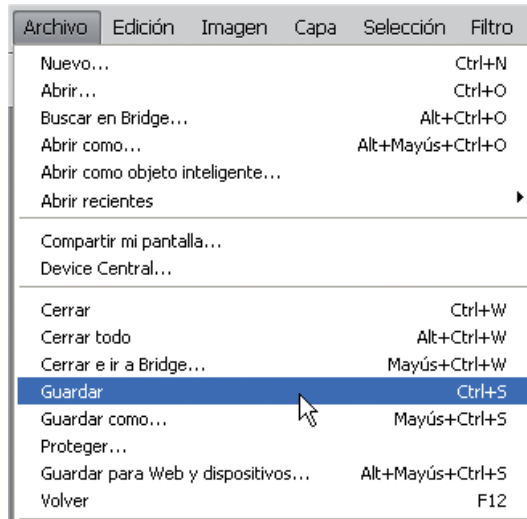 Archivo Edición Imagen Capa Selección Filtro
Nuevo... Ctrl+N
Abrir... Ctrl+O
Buscar en Bridge... Alt+Ctrl+O
Abrir como... Alt+Mayús+Ctrl+O
Abrir como objeto inteligente...
Abrir recientes
Compartir mi pantalla...
Device Central...
Cerrar Ctrl+W
Cerrar todo Alt+Ctrl+W
Cerrar e ir a Bridge... Mayús+Ctrl+W
Guardar Ctrl+S
Guardar como... Mayús+Ctrl+S
Proteger...
Guardar para Web y dispositivos... Alt+Mayús+Ctrl+S
Volver F12